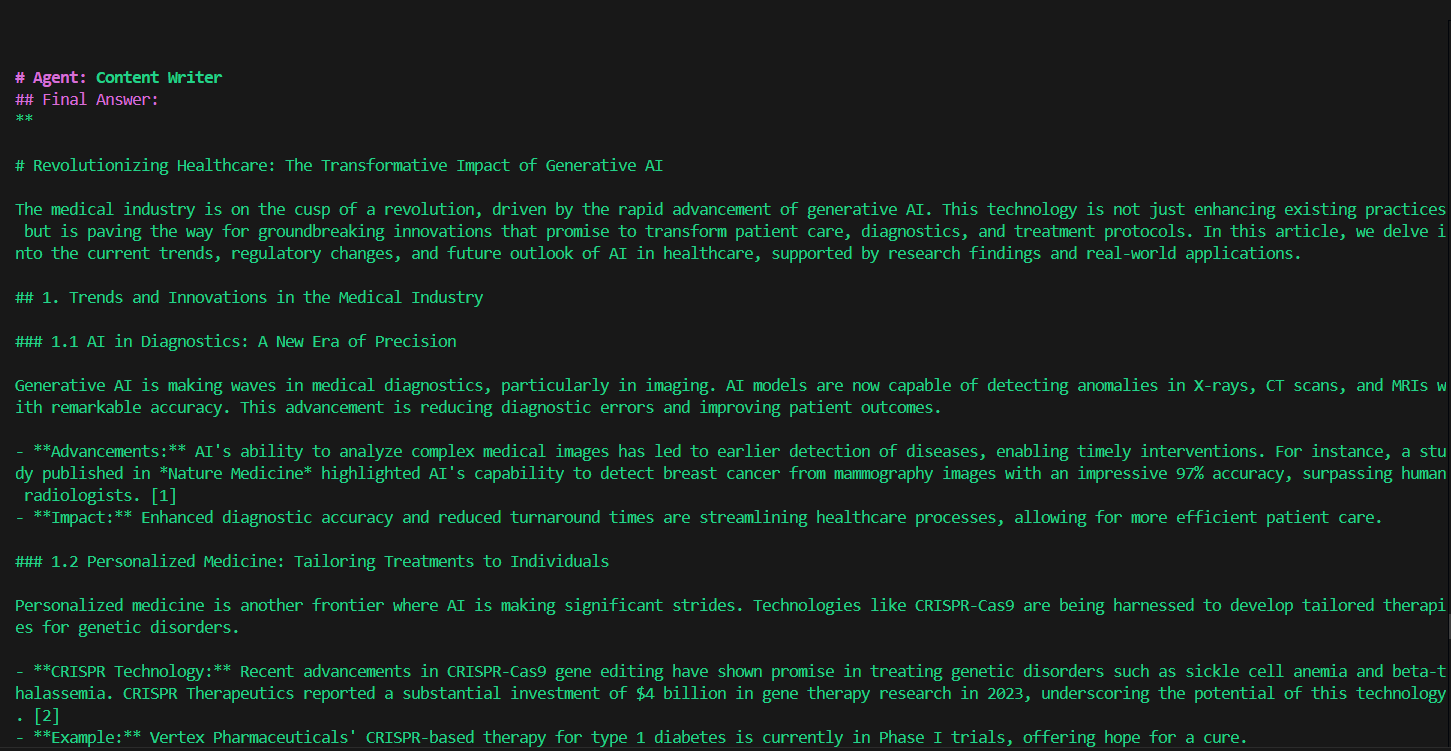 # Agent: Content Writer
## Final Answer:
**
# Revolutionizing Healthcare: The Transformative Impact of Generative AI
The medical industry is on the cusp of a revolution, driven by the rapid advancement of generative AI. This technology is not just enhancing existing practices
 but is paving the way for groundbreaking innovations that promise to transform patient care, diagnostics, and treatment protocols. In this article, we delve i
nto the current trends, regulatory changes, and future outlook of AI in healthcare, supported by research findings and real-world applications.
## 1. Trends and Innovations in the Medical Industry
### 1.1 AI in Diagnostics: A New Era of Precision
Generative AI is making waves in medical diagnostics, particularly in imaging. AI models are now capable of detecting anomalies in X-rays, CT scans, and MRIs w
ith remarkable accuracy. This advancement is reducing diagnostic errors and improving patient outcomes.
- **Advancements:** AI's ability to analyze complex medical images has led to earlier detection of diseases, enabling timely interventions. For instance, a stu
dy published in *Nature Medicine* highlighted AI's capability to detect breast cancer from mammography images with an impressive 97% accuracy, surpassing human
 radiologists. [1]
- **Impact:** Enhanced diagnostic accuracy and reduced turnaround times are streamlining healthcare processes, allowing for more efficient patient care.
### 1.2 Personalized Medicine: Tailoring Treatments to Individuals
Personalized medicine is another frontier where AI is making significant strides. Technologies like CRISPR-Cas9 are being harnessed to develop tailored therapi
es for genetic disorders.
- **CRISPR Technology:** Recent advancements in CRISPR-Cas9 gene editing have shown promise in treating genetic disorders such as sickle cell anemia and beta-t
halassemia. CRISPR Therapeutics reported a substantial investment of $4 billion in gene therapy research in 2023, underscoring the potential of this technology
. [2]
- **Example:** Vertex Pharmaceuticals' CRISPR-based therapy for type 1 diabetes is currently in Phase I trials, offering hope for a cure.